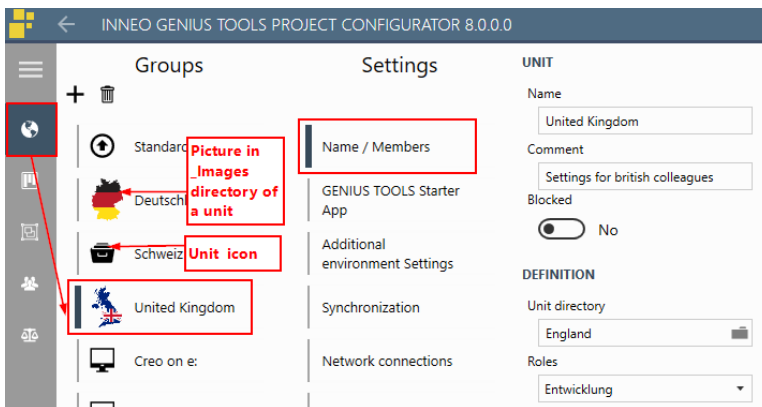 INNEO GENIUS TOOLS PROJECT CONFIGURATOR 8.0.0.0
Groups
Standard
Picture in
_Images
directory of
a unit
Deutschl
Schweiz
Unit icon
United Kingdom
Creo on e:
Settings
Name / Members
GENIUS TOOLS Starter
App
Additional
environment Settings
Synchronization
Network connections
UNIT
Name
United Kingdom
Comment
Settings for british colleagues
Blocked
No
DEFINITION
Unit directory
England
Roles
Entwicklung